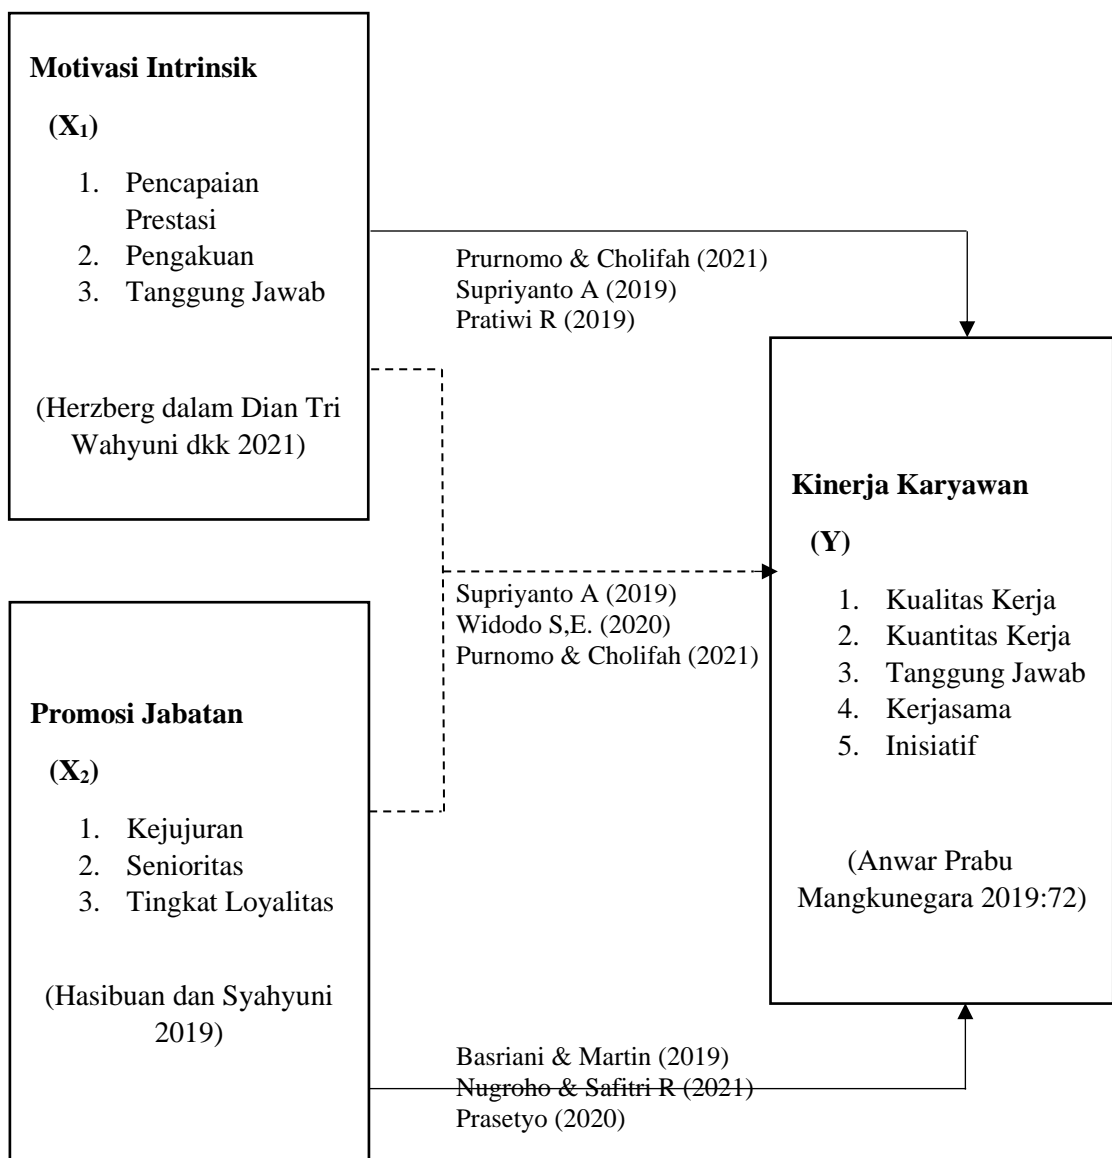 Motivasi Intrinsik
(X₁)
1. Pencapaian
Prestasi
2. Pengakuan
3. Tanggung Jawab
(Herzberg dalam Dian Tri
Wahyuni dkk 2021)
Prurnomo & Cholifah (2021)
Supriyanto A (2019)
Pratiwi R (2019)
Kinerja Karyawan
(Y)
1. Kualitas Kerja
2. Kuantitas Kerja
3. Tanggung Jawab
4. Kerjasama
5. Inisiatif
(Anwar Prabu
Mangkunegara 2019:72)
Supriyanto A (2019)
Widodo S,E. (2020)
Purnomo & Cholifah (2021)
Promosi Jabatan
(X₂)
1. Kejujuran
2. Senioritas
3. Tingkat Loyalitas
(Hasibuan dan Syahyuni
2019)
Basriani & Martin (2019)
Nugroho & Safitri R (2021)
Prasetyo (2020)